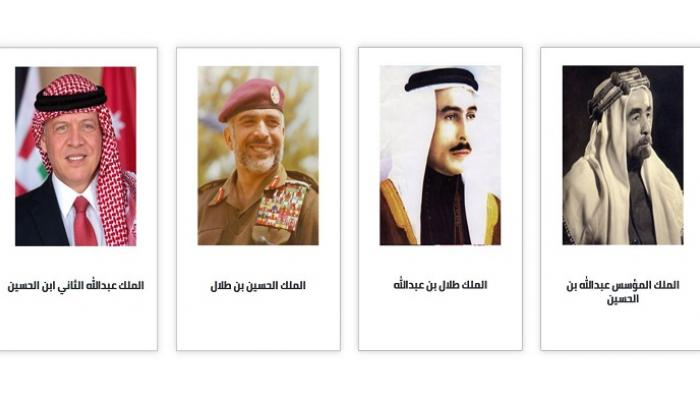 الملك المؤسس عبدالله بن
الحسين
الملك طلال بن عبدالله
الملك الحسين بن طلال
الملك عبدالله الثاني ابن الحسين